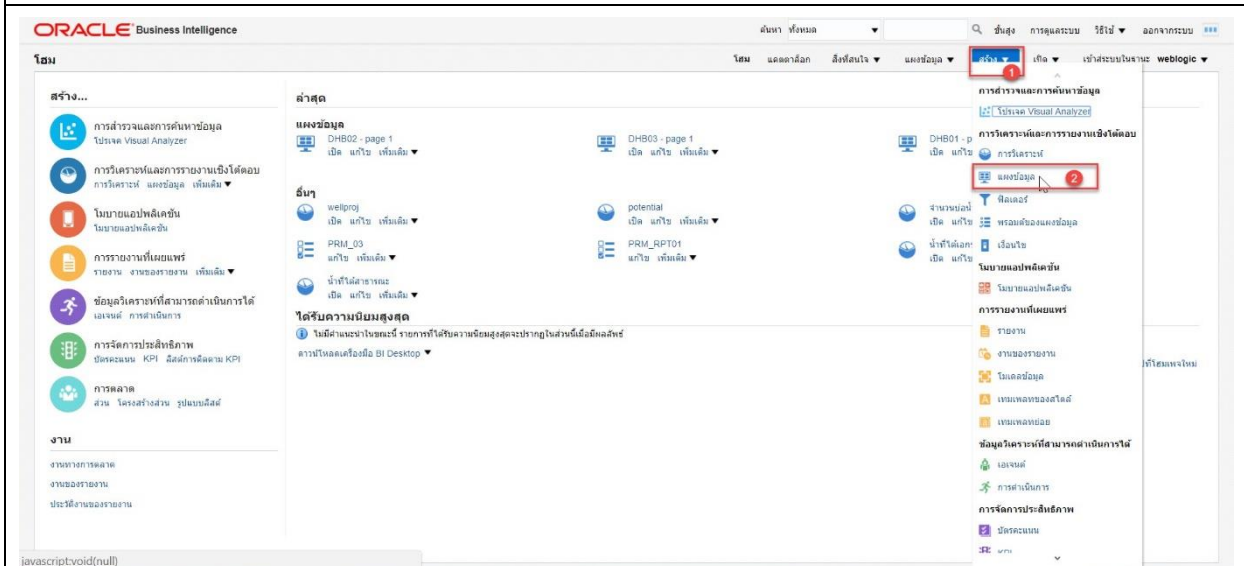 ORACLE Business Intelligence
ค้นหา ทั้งหมด
ขั้นสูง
การดูแลระบบ
วิธีใช้
ออกจากระบบ
โฮม
โฮม
แคตตาล็อก
สิ่งที่สนใจ
แผงข้อมูล
สร้าง
เปิด
เข้าสู่ระบบในฐานะ weblogic
1
สร้าง...
การสำรวจและการค้นหาข้อมูล
โปรเจค Visual Analyzer
การวิเคราะห์และการรายงานเชิงโต้ตอบ
การวิเคราะห์ แผงข้อมูล เพิ่มเติม
โมบายแอปพลิเคชัน
โมบายแอปพลิเคชัน
การรายงานที่เผยแพร่
รายงาน งานของรายงาน เพิ่มเติม
ข้อมูลวิเคราะห์ที่สามารถดำเนินการได้
เอเจนต์ การดำเนินการ
การจัดการประสิทธิภาพ
บัตรคะแนน KPI ลิสต์การติดตาม KPI
การตลาด
ส่วน โครงสร้างส่วน รูปแบบลิสต์
งาน
งานทางการตลาด
งานของรายงาน
ประวัติงานของรายงาน
ล่าสุด
แผงข้อมูล
DHB02 - page 1
เปิด แก้ไข เพิ่มเติม
DHB03 - page 1
เปิด แก้ไข เพิ่มเติม
DHB01 - p
เปิด แก้ไข
อื่นๆ
wellproj
เปิด แก้ไข เพิ่มเติม
potential
เปิด แก้ไข เพิ่มเติม
เปิด แก้ไข
PRM_03
แก้ไข เพิ่มเติม
PRM_RPT01
แก้ไข เพิ่มเติม
เปิด แก้ไข
น้ำที่ได้สาธารณะ
เปิด แก้ไข เพิ่มเติม
ได้รับความนิยมสูงสุด
ไม่มีคำแนะนำในขณะนี้ รายการที่ได้รับความนิยมสูงสุดจะปรากฏในส่วนนี้เมื่อมีผลลัพธ์
ดาวน์โหลดเครื่องมือ BI Desktop
การสำรวจและการค้นหาข้อมูล
โปรเจค Visual Analyzer
การวิเคราะห์และการรายงานเชิงโต้ตอบ
การวิเคราะห์
แผงข้อมูล
2
ฟิลเตอร์
พรอมต์ของแผงข้อมูล
เงื่อนไข
โมบายแอปพลิเคชัน
โมบายแอปพลิเคชัน
การรายงานที่เผยแพร่
รายงาน
งานของรายงาน
โมเดลข้อมูล
เทมเพลทของสไตล์
เทมเพลทย่อย
ข้อมูลวิเคราะห์ที่สามารถดำเนินการได้
เอเจนต์
การดำเนินการ
การจัดการประสิทธิภาพ
บัตรคะแนน
KPI
javascript:void(null)